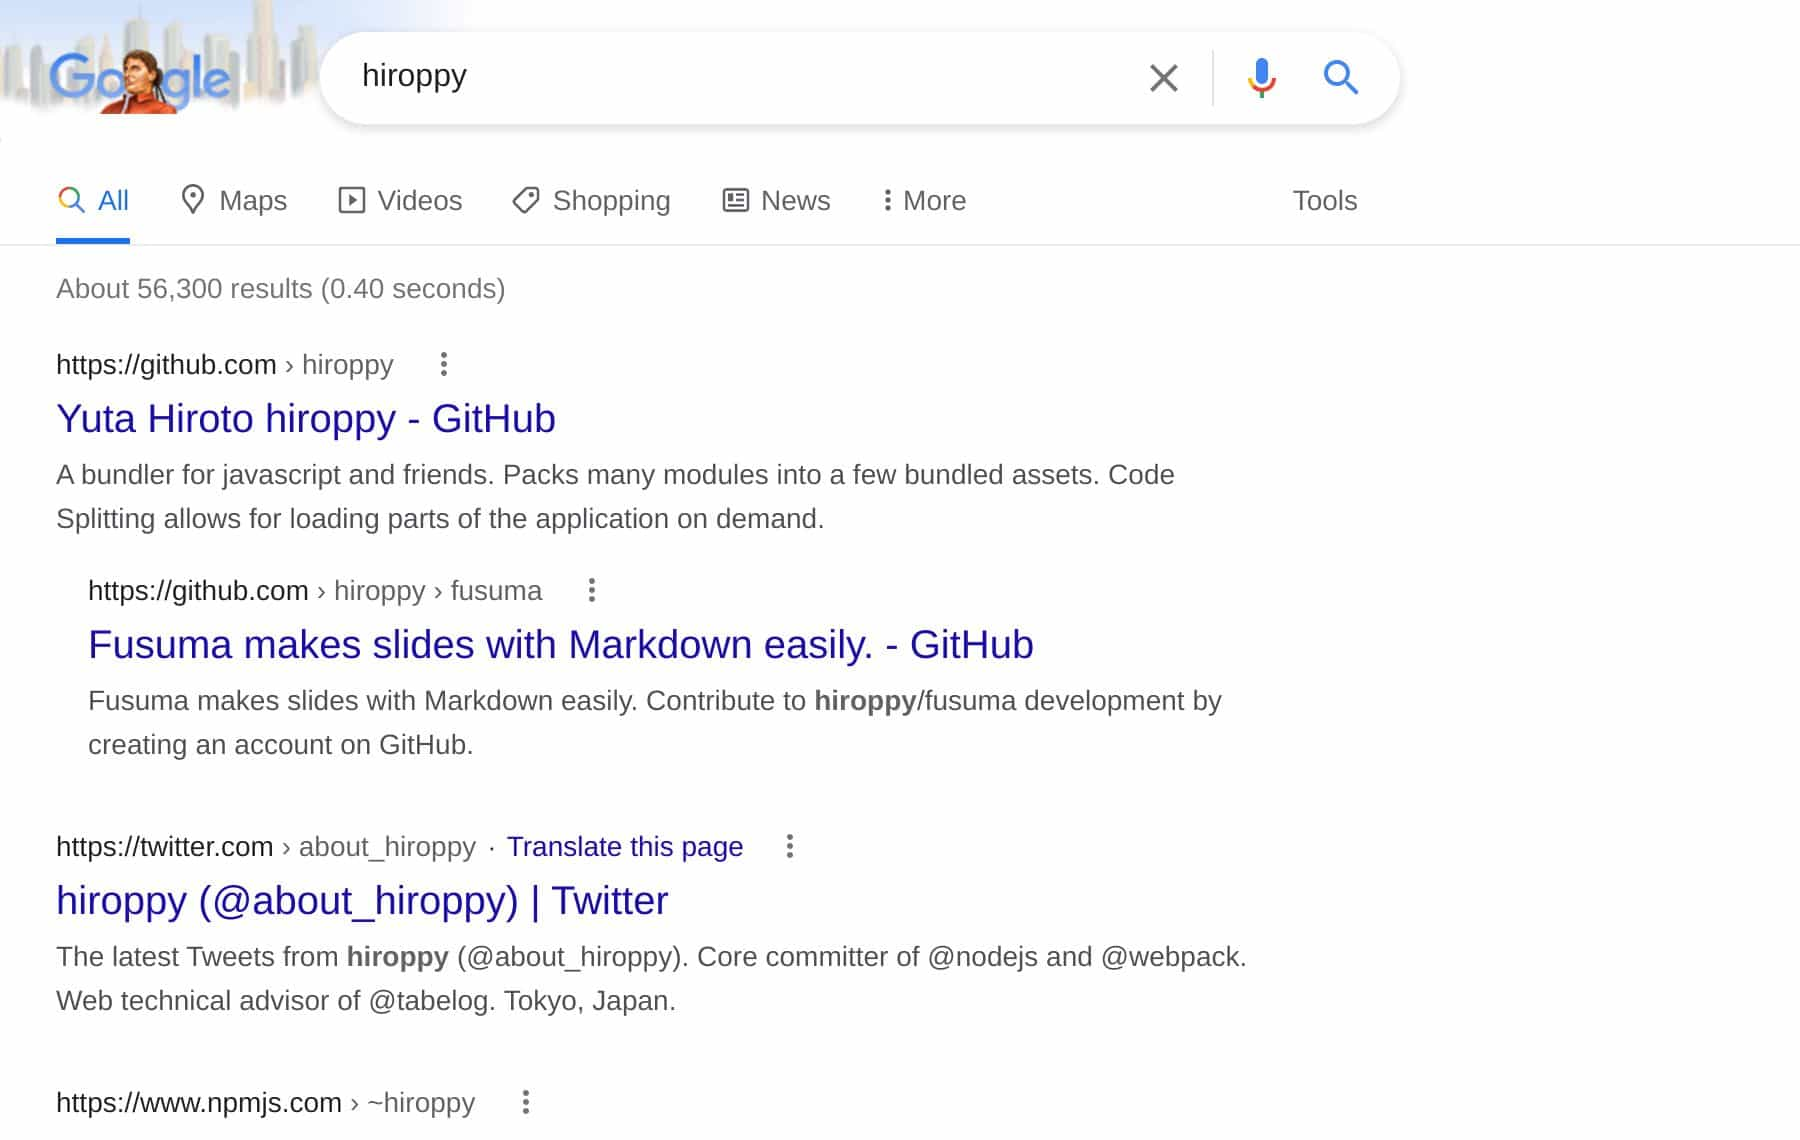 Google
hiroppy
All
Maps
Videos
Shopping
News
More
Tools
About 56,300 results (0.40 seconds)
https://github.com › hiroppy
Yuta Hiroto hiroppy - GitHub
A bundler for javascript and friends. Packs many modules into a few bundled assets. Code
Splitting allows for loading parts of the application on demand.
https://github.com › hiroppy › fusuma
Fusuma makes slides with Markdown easily. - GitHub
Fusuma makes slides with Markdown easily. Contribute to hiroppy/fusuma development by
creating an account on GitHub.
https://twitter.com › about_hiroppy · Translate this page
hiroppy (@about_hiroppy) | Twitter
The latest Tweets from hiroppy (@about_hiroppy). Core committer of @nodejs and @webpack.
Web technical advisor of @tabelog. Tokyo, Japan.
https://www.npmjs.com › ~hiroppy